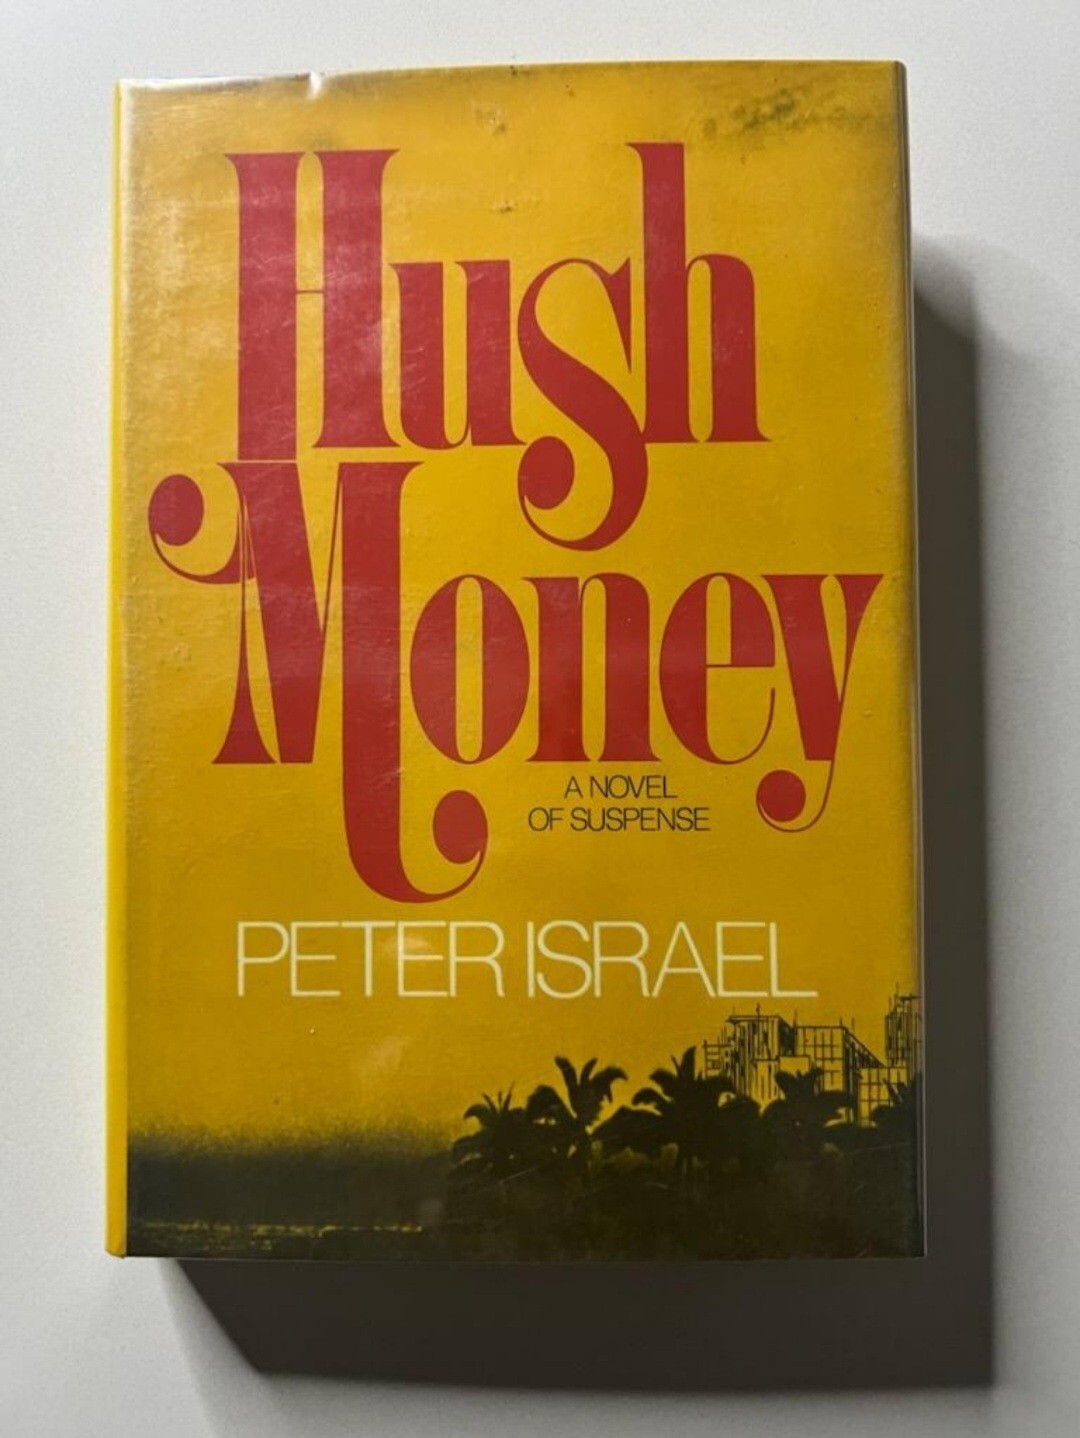 Hush
Money
A NOVEL
OF SUSPENSE
PETER ISRAEL